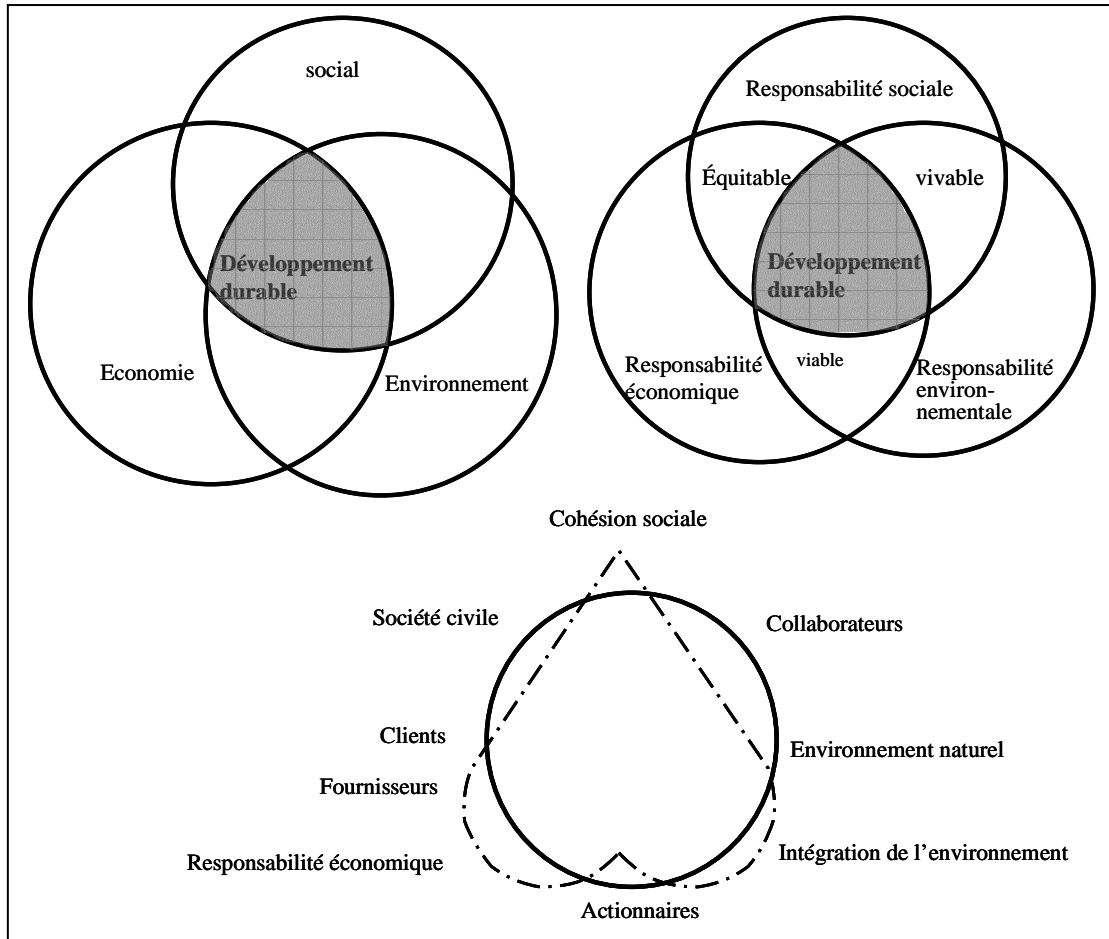 social
Développement
durable
Economie
Environnement
Responsabilité sociale
Équitable
vivable
Développement
durable
Responsabilité
économique
viable
Responsabilité
environ-
nementale
Cohésion sociale
Société civile
Collaborateurs
Clients
Environnement naturel
Fournisseurs
Responsabilité économique
Intégration de l’environnement
Actionnaires